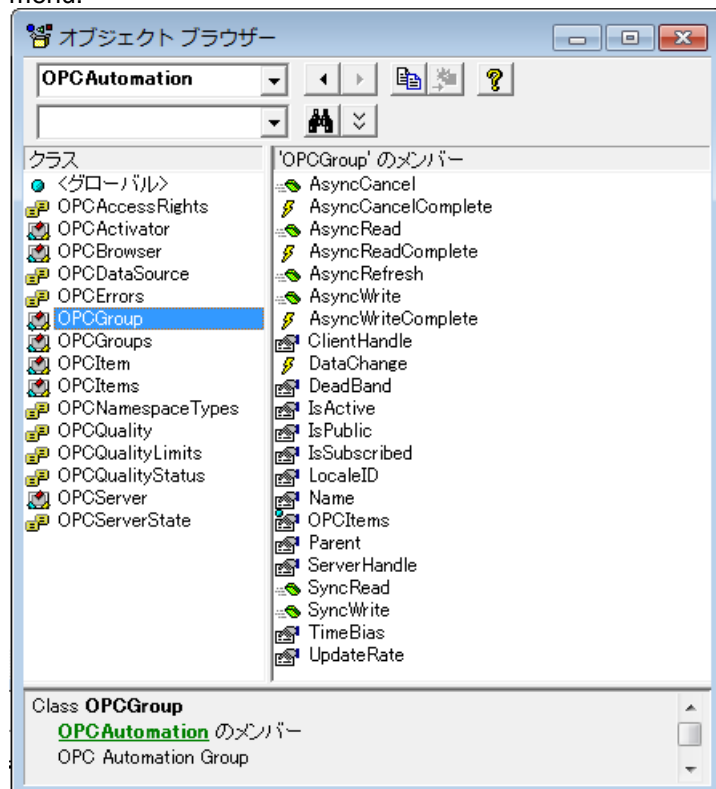 menu.
オブジェクト ブラウザー
OPCAutomation
クラス
<グローバル>
OPCAccessRights
OPCActivator
OPCBrowser
OPCDataSource
OPCErrors
OPCGroup
OPCGroups
OPCItem
OPCItems
OPCNamespaceTypes
OPCQuality
OPCQualityLimits
OPCQualityStatus
OPCServer
OPCServerState
'OPCGroup' のメンバー
AsyncCancel
AsyncCancelComplete
AsyncRead
AsyncReadComplete
AsyncRefresh
AsyncWrite
AsyncWriteComplete
ClientHandle
DataChange
DeadBand
IsActive
IsPublic
IsSubscribed
LocaleID
Name
OPCItems
Parent
ServerHandle
SyncRead
SyncWrite
TimeBias
UpdateRate
Class OPCGroup
OPCAutomation のメンバー
OPC Automation Group